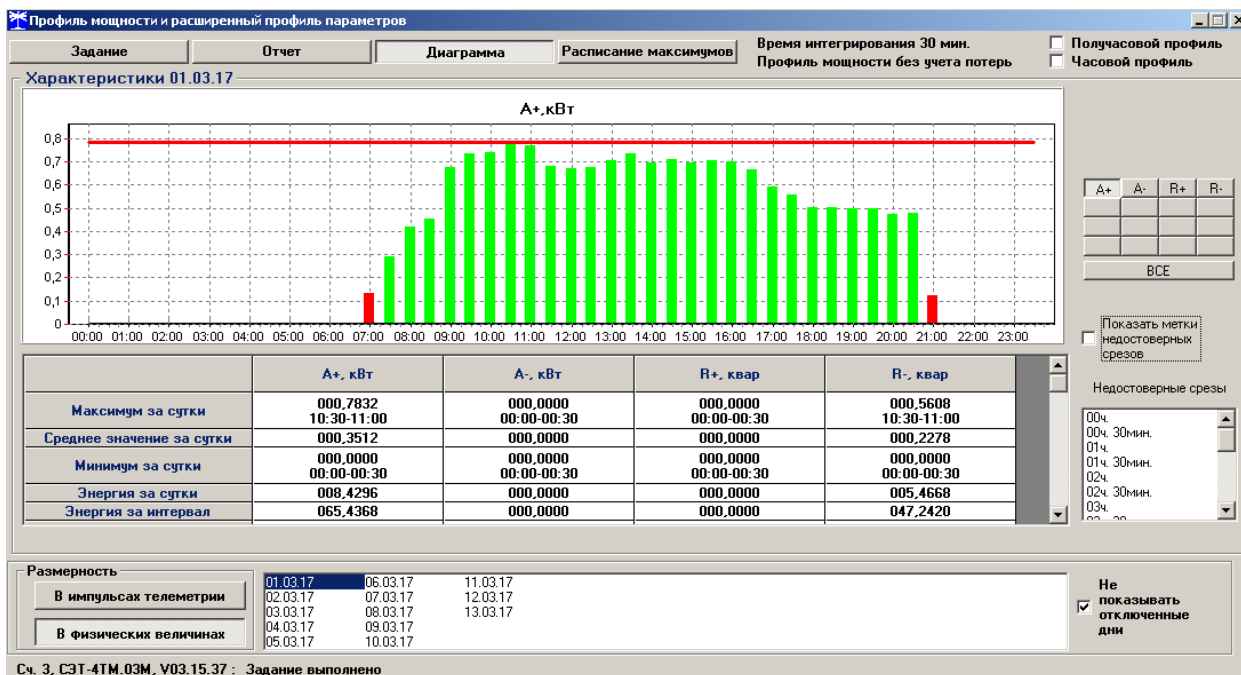 Профиль мощности и расширенный профиль параметров
Задание Отчет Диаграмма Расписание максимумов
Время интегрирования 30 мин.
Профиль мощности без учета потерь
Получасовой профиль
Часовой профиль
Характеристики 01.03.17
A+,кВт
0,8
0,7
0,6
0,5
0,4
0,3
0,2
0,1
0
00:00 01:00 02:00 03:00 04:00 05:00 06:00 07:00 08:00 09:00 10:00 11:00 12:00 13:00 14:00 15:00 16:00 17:00 18:00 19:00 20:00 21:00 22:00 23:00
A+ A- R+ R-
ВСЕ
Показать метки
недостоверных
срезов
Недостоверные срезы
00ч.
00ч. 30мин.
01ч.
01ч. 30мин.
02ч.
02ч. 30мин.
03ч.
A+, кВт A-, кВт R+, квар R-, квар
Максимум за сутки 000,7832 000,0000 000,0000 000,5608
10:30-11:00 00:00-00:30 00:00-00:30 10:30-11:00
Среднее значение за сутки 000,3512 000,0000 000,0000 000,2278
Минимум за сутки 000,0000 000,0000 000,0000 000,0000
00:00-00:30 00:00-00:30 00:00-00:30 00:00-00:30
Энергия за сутки 008,4296 000,0000 000,0000 005,4668
Энергия за интервал 065,4368 000,0000 000,0000 047,2420
Размерность
В импульсах телеметрии
В физических величинах
01.03.17 06.03.17 11.03.17
02.03.17 07.03.17 12.03.17
03.03.17 08.03.17 13.03.17
04.03.17 09.03.17
05.03.17 10.03.17
Не
показывать
отключенные
дни
Сч. 3, СЭТ-4ТМ.03М, V03.15.37 : Задание выполнено